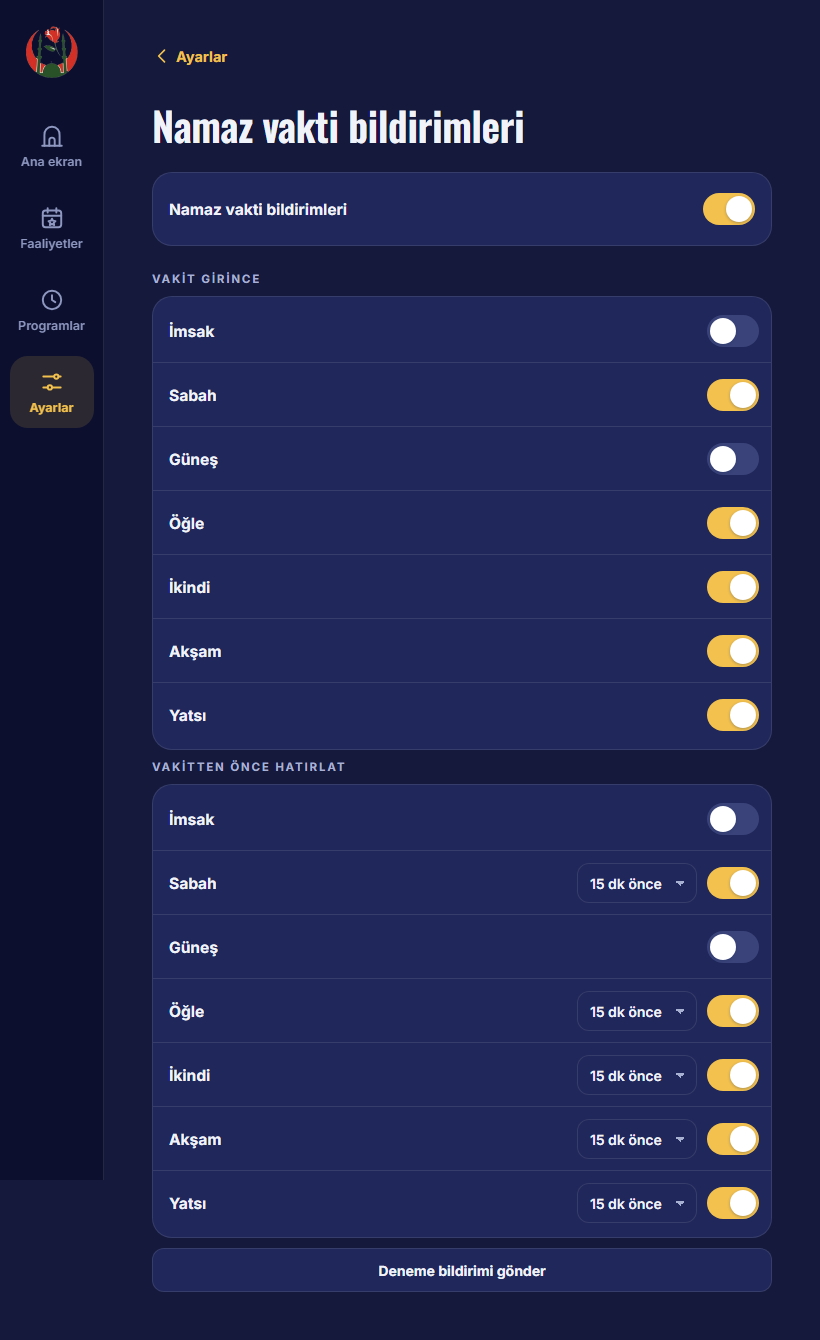 Ayarlar
Namaz vakti bildirimleri
Namaz vakti bildirimleri
VAKİT GİRİNCE
İmsak
Sabah
Güneş
Öğle
İkindi
Akşam
Yatsı
VAKİTTEN ÖNCE HATIRLAT
İmsak
Sabah 15 dk önce
Güneş
Öğle 15 dk önce
İkindi 15 dk önce
Akşam 15 dk önce
Yatsı 15 dk önce
Deneme bildirimi gönder
Ana ekran
Faaliyetler
Programlar
Ayarlar